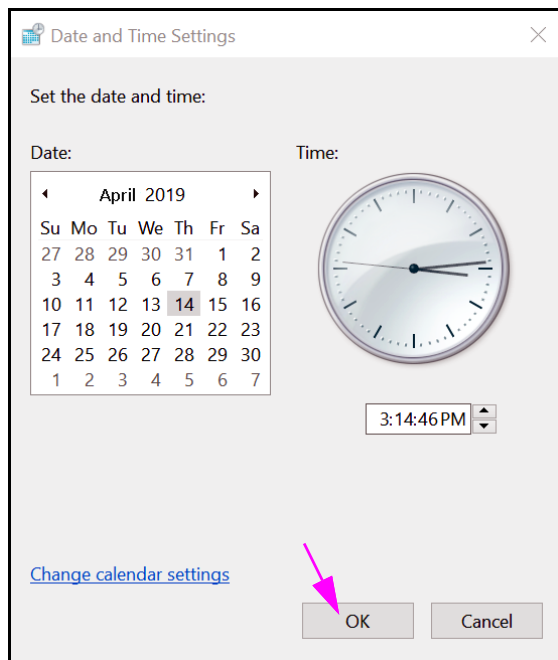 Date and Time Settings
Set the date and time:
Date:
Time:
April 2019
Su Mo Tu We Th Fr Sa
27 28 29 30 31 1 2
3 4 5 6 7 8 9
10 11 12 13 14 15 16
17 18 19 20 21 22 23
24 25 26 27 28 29 30
1 2 3 4 5 6 7
3:14:46 PM
Change calendar settings
OK
Cancel